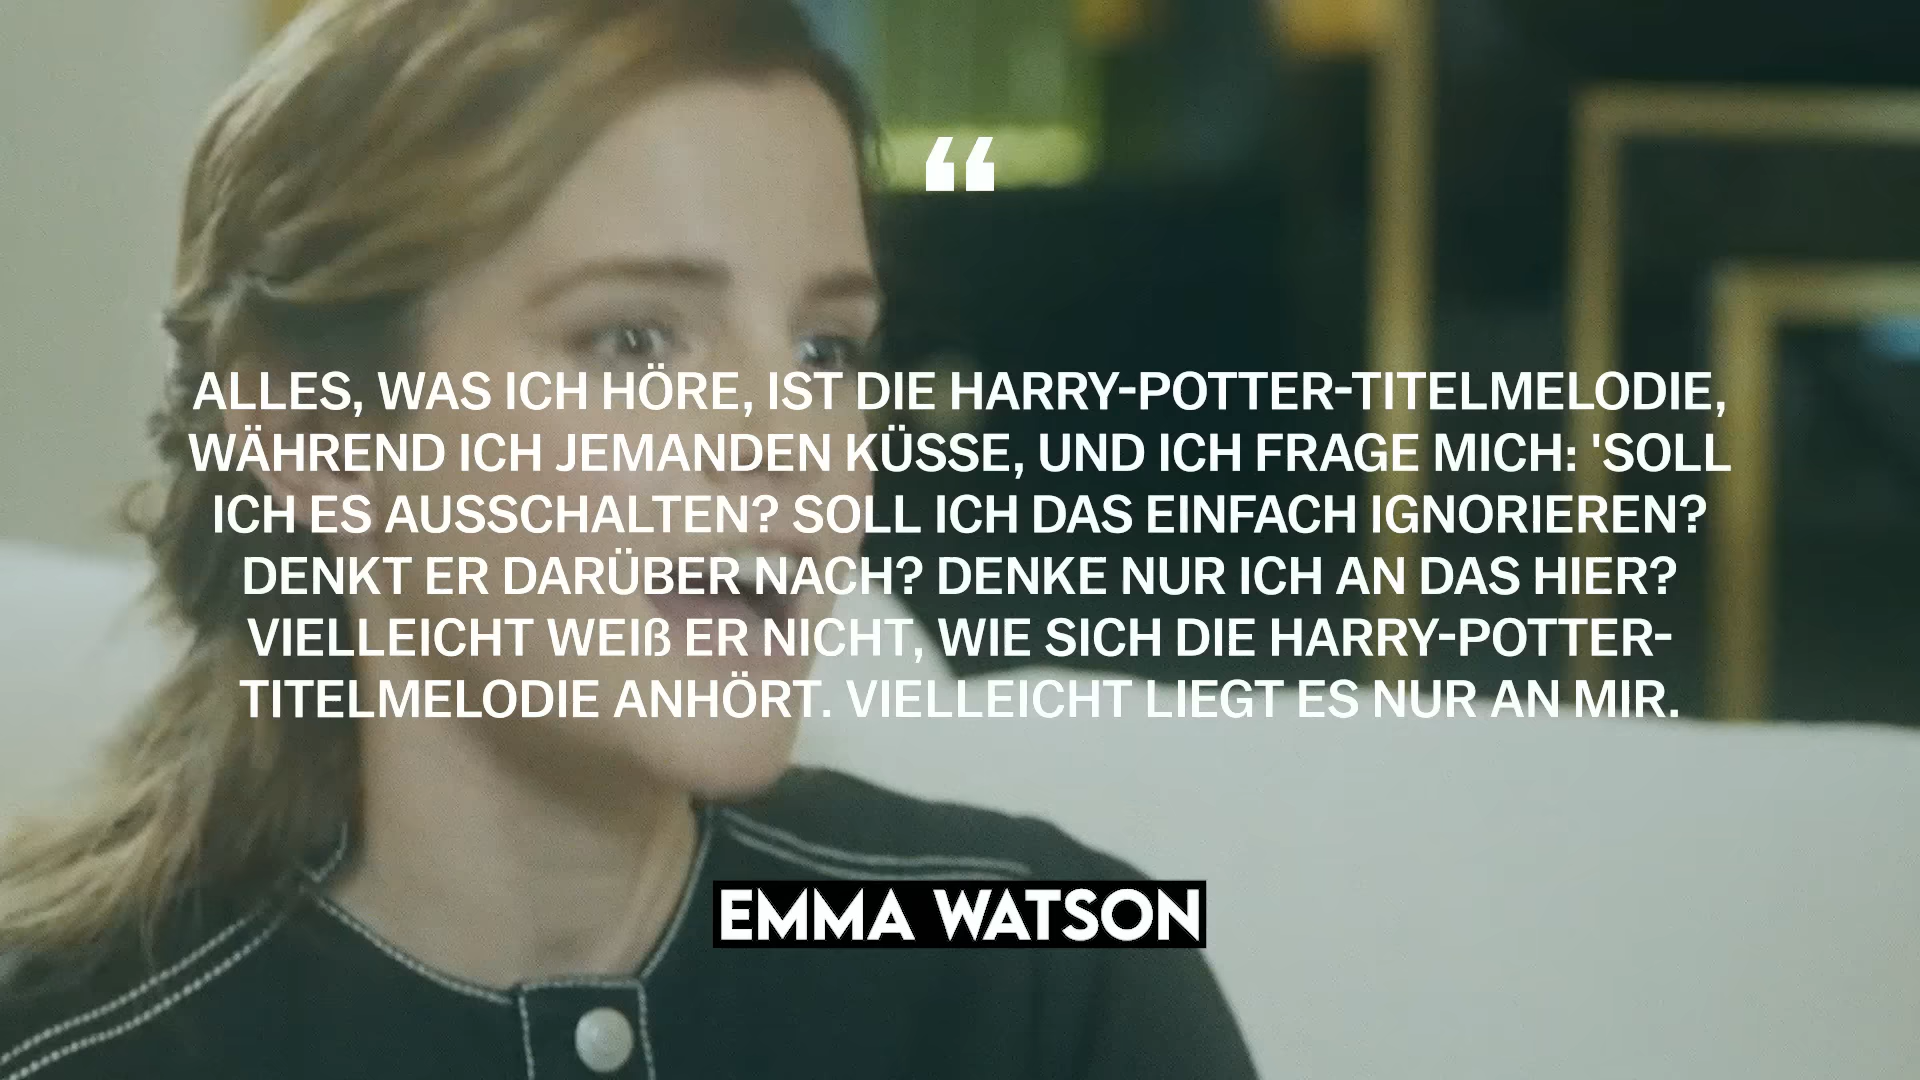 “
ALLES, WAS ICH HÖRE, IST DIE HARRY-POTTER-TITELMELODIE,
WÄHREND ICH JEMANDEN KÜSSE, UND ICH FRAGE MICH: 'SOLL
ICH ES AUSSCHALTEN? SOLL ICH DAS EINFACH IGNORIEREN?
DENKT ER DARÜBER NACH? DENKE NUR ICH AN DAS HIER?
VIELLEICHT WEIß ER NICHT, WIE SICH DIE HARRY-POTTER-
TITELMELODIE ANHÖRT. VIELLEICHT LIEGT ES NUR AN MIR.
EMMA WATSON